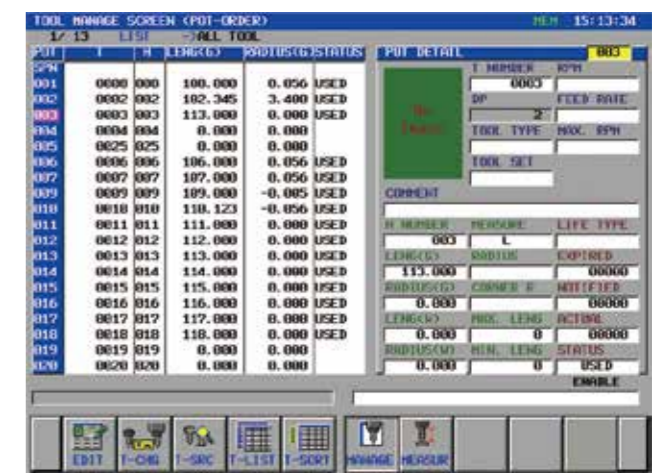 TOOL MANAGE SCREEN (POT-ORDER) MEM 15:13:34
1/ 13 LIST ->ALL TOOL
POT T H LENG(G) RADIUS(G) STATUS
SPN
001 0000 000 100.000 0.056 USED
002 0002 002 102.345 3.400 USED
003 0003 003 113.000 0.000 USED
004 0004 004 0.000 0.000
005 0025 025 0.000 0.000
006 0006 006 106.000 0.056 USED
007 0007 007 107.000 0.056 USED
009 0009 009 109.000 -0.005 USED
010 0010 010 110.123 -0.056 USED
011 0011 011 111.000 0.000 USED
012 0012 012 112.000 0.000 USED
013 0013 013 113.000 0.000 USED
014 0014 014 114.000 0.000 USED
015 0015 015 115.000 0.000 USED
016 0016 016 116.000 0.000 USED
017 0017 017 117.000 0.000 USED
018 0018 018 118.000 0.000 USED
019 0019 019 0.000 0.000
020 0020 020 0.000 0.000
POT DETAIL 003
T NUMBER RPM
0003
No DP FEED RATE
2
TOOL TYPE MAX. RPM
TOOL SET
COMMENT
H NUMBER MEASURE LIFE TYPE
003 L
LENG(G) RADIUS EXPIRED
113.000 00000
RADIUS(G) CORNER R NOTIFIED
0.000 00000
LENG(W) MAX. LENG ACTUAL
0.000 0 00000
RADIUS(W) MIN. LENG STATUS
0.000 0 USED
ENABLE
EDIT T-CHG T-SRC T-LIST T-SORT MANAGE MEASUR